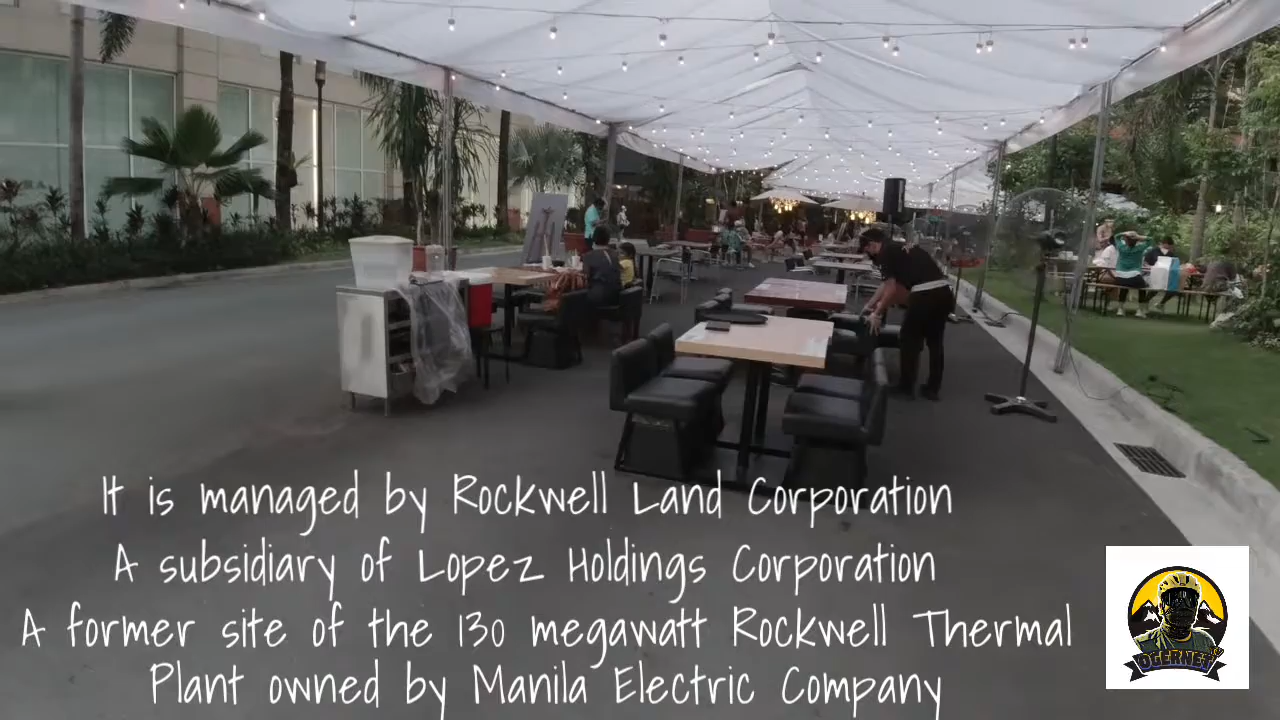 It is managed by Rockwell Land Corporation
A subsidiary of Lopez Holdings Corporation
A former site of the 130 megawatt Rockwell Thermal
Plant owned by Manila Electric Company
DGERNET